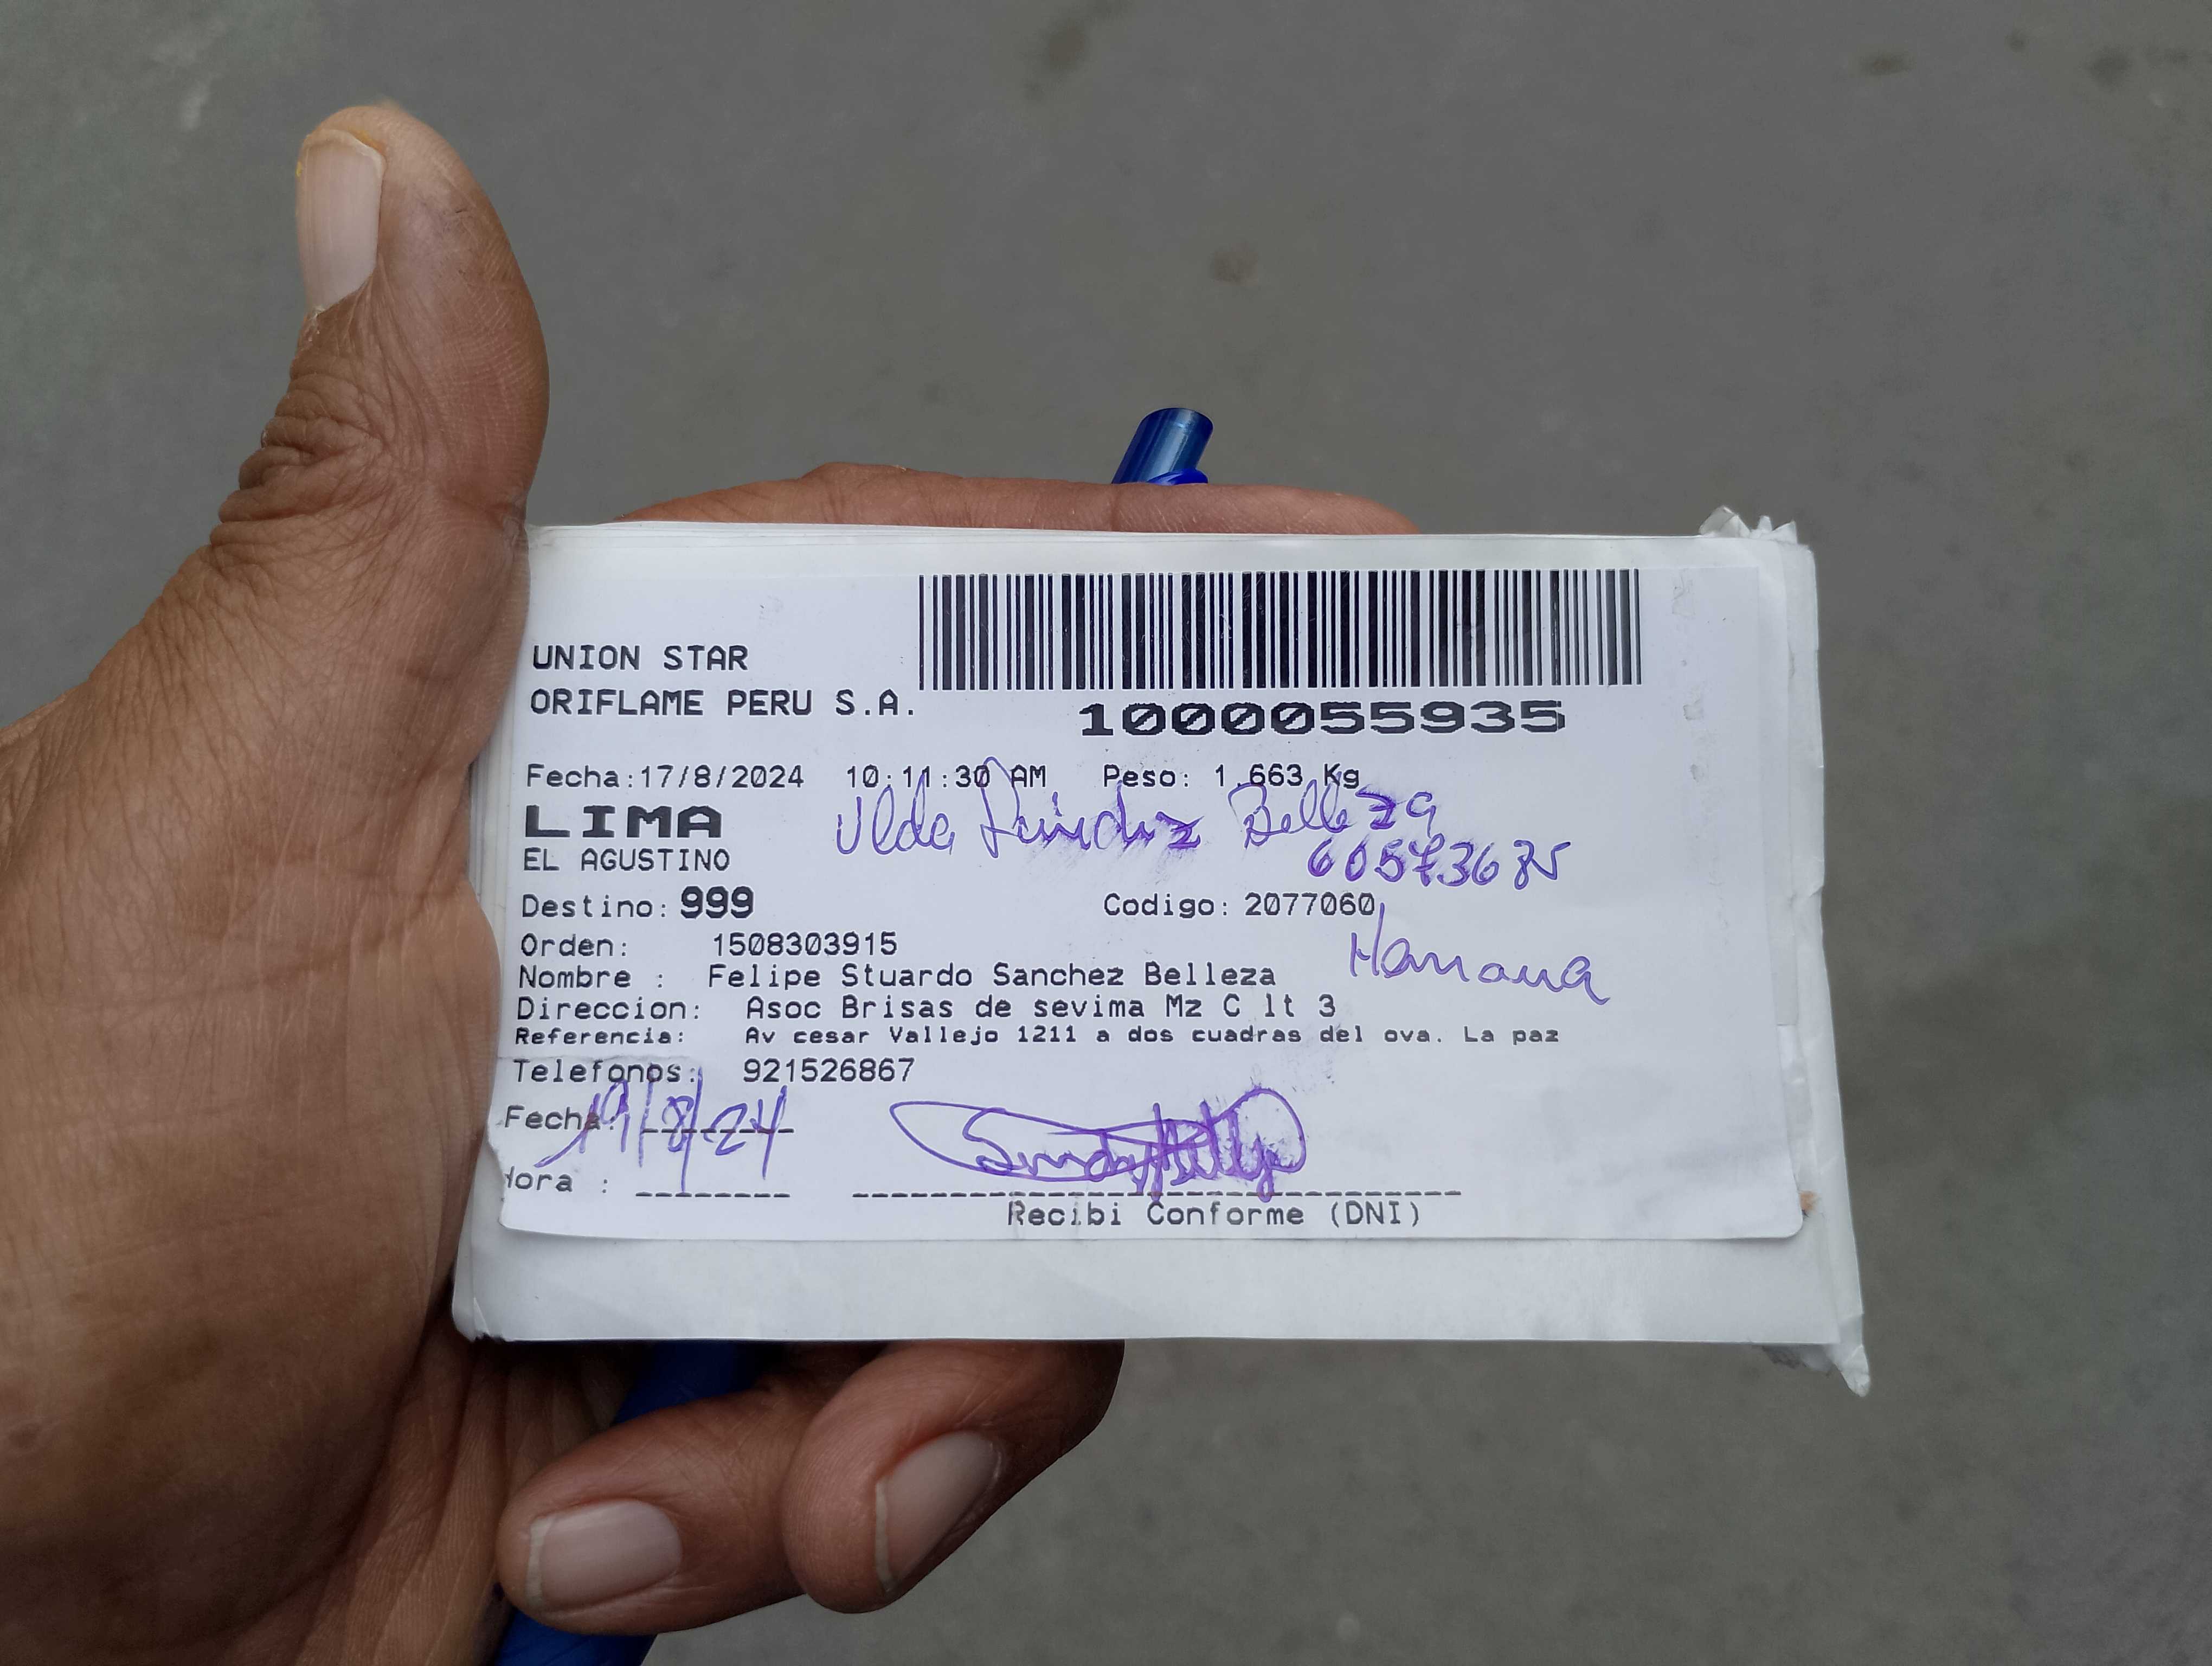 UNION STAR
ORIFLAME PERU S.A.
1000055935
Fecha:17/8/2024 10:11:30 AM Peso: 1.663 Kg
LIMA
Ulda Belleza
EL AGUSTINO
Destino: 999 Codigo: 2077060
Orden: 1508303915
Hermana
Nombre : Felipe Stuardo Sanchez Belleza
Direccion: Asoc Brisas de sevima Mz C lt 3
Referencia: Av cesar Vallejo 1211 a dos cuadras del ova. La paz
Telefonos: 921526867
Fecha: 19/8/24
Hora :
Recibi Conforme (DNI)